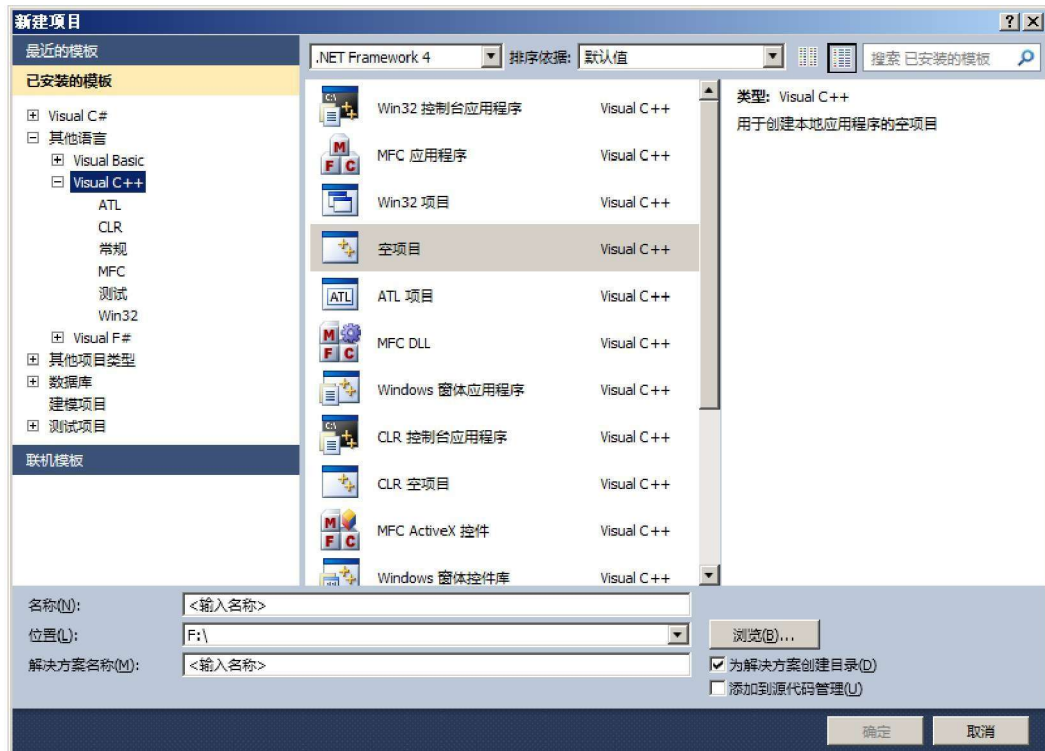 新建项目
最近的模板
已安装的模板
Visual C#
其他语言
Visual Basic
Visual C++
ATL
CLR
常规
MFC
测试
Win32
Visual F#
其他项目类型
数据库
建模项目
测试项目
联机模板
.NET Framework 4 排序依据: 默认值 搜索 已安装的模板
Win32 控制台应用程序 Visual C++
MFC 应用程序 Visual C++
Win32 项目 Visual C++
空项目 Visual C++
ATL 项目 Visual C++
MFC DLL Visual C++
Windows 窗体应用程序 Visual C++
CLR 控制台应用程序 Visual C++
CLR 空项目 Visual C++
MFC ActiveX 控件 Visual C++
Windows 窗体控件库 Visual C++
类型: Visual C++
用于创建本地应用程序的空项目
名称(N): <输入名称>
位置(L): F:\ 浏览(B)...
解决方案名称(M): <输入名称> 为解决方案创建目录(D)
添加到源代码管理(U)
确定 取消